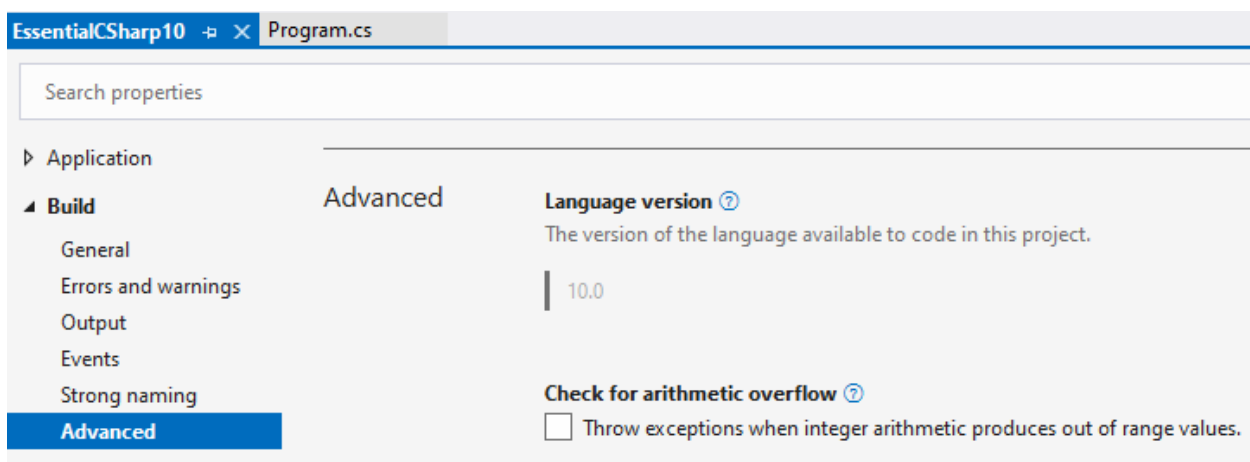 EssentialCSharp10 Program.cs
Search properties
Application
Build
General
Errors and warnings
Output
Events
Strong naming
Advanced
Advanced
Language version ?
The version of the language available to code in this project.
10.0
Check for arithmetic overflow ?
Throw exceptions when integer arithmetic produces out of range values.